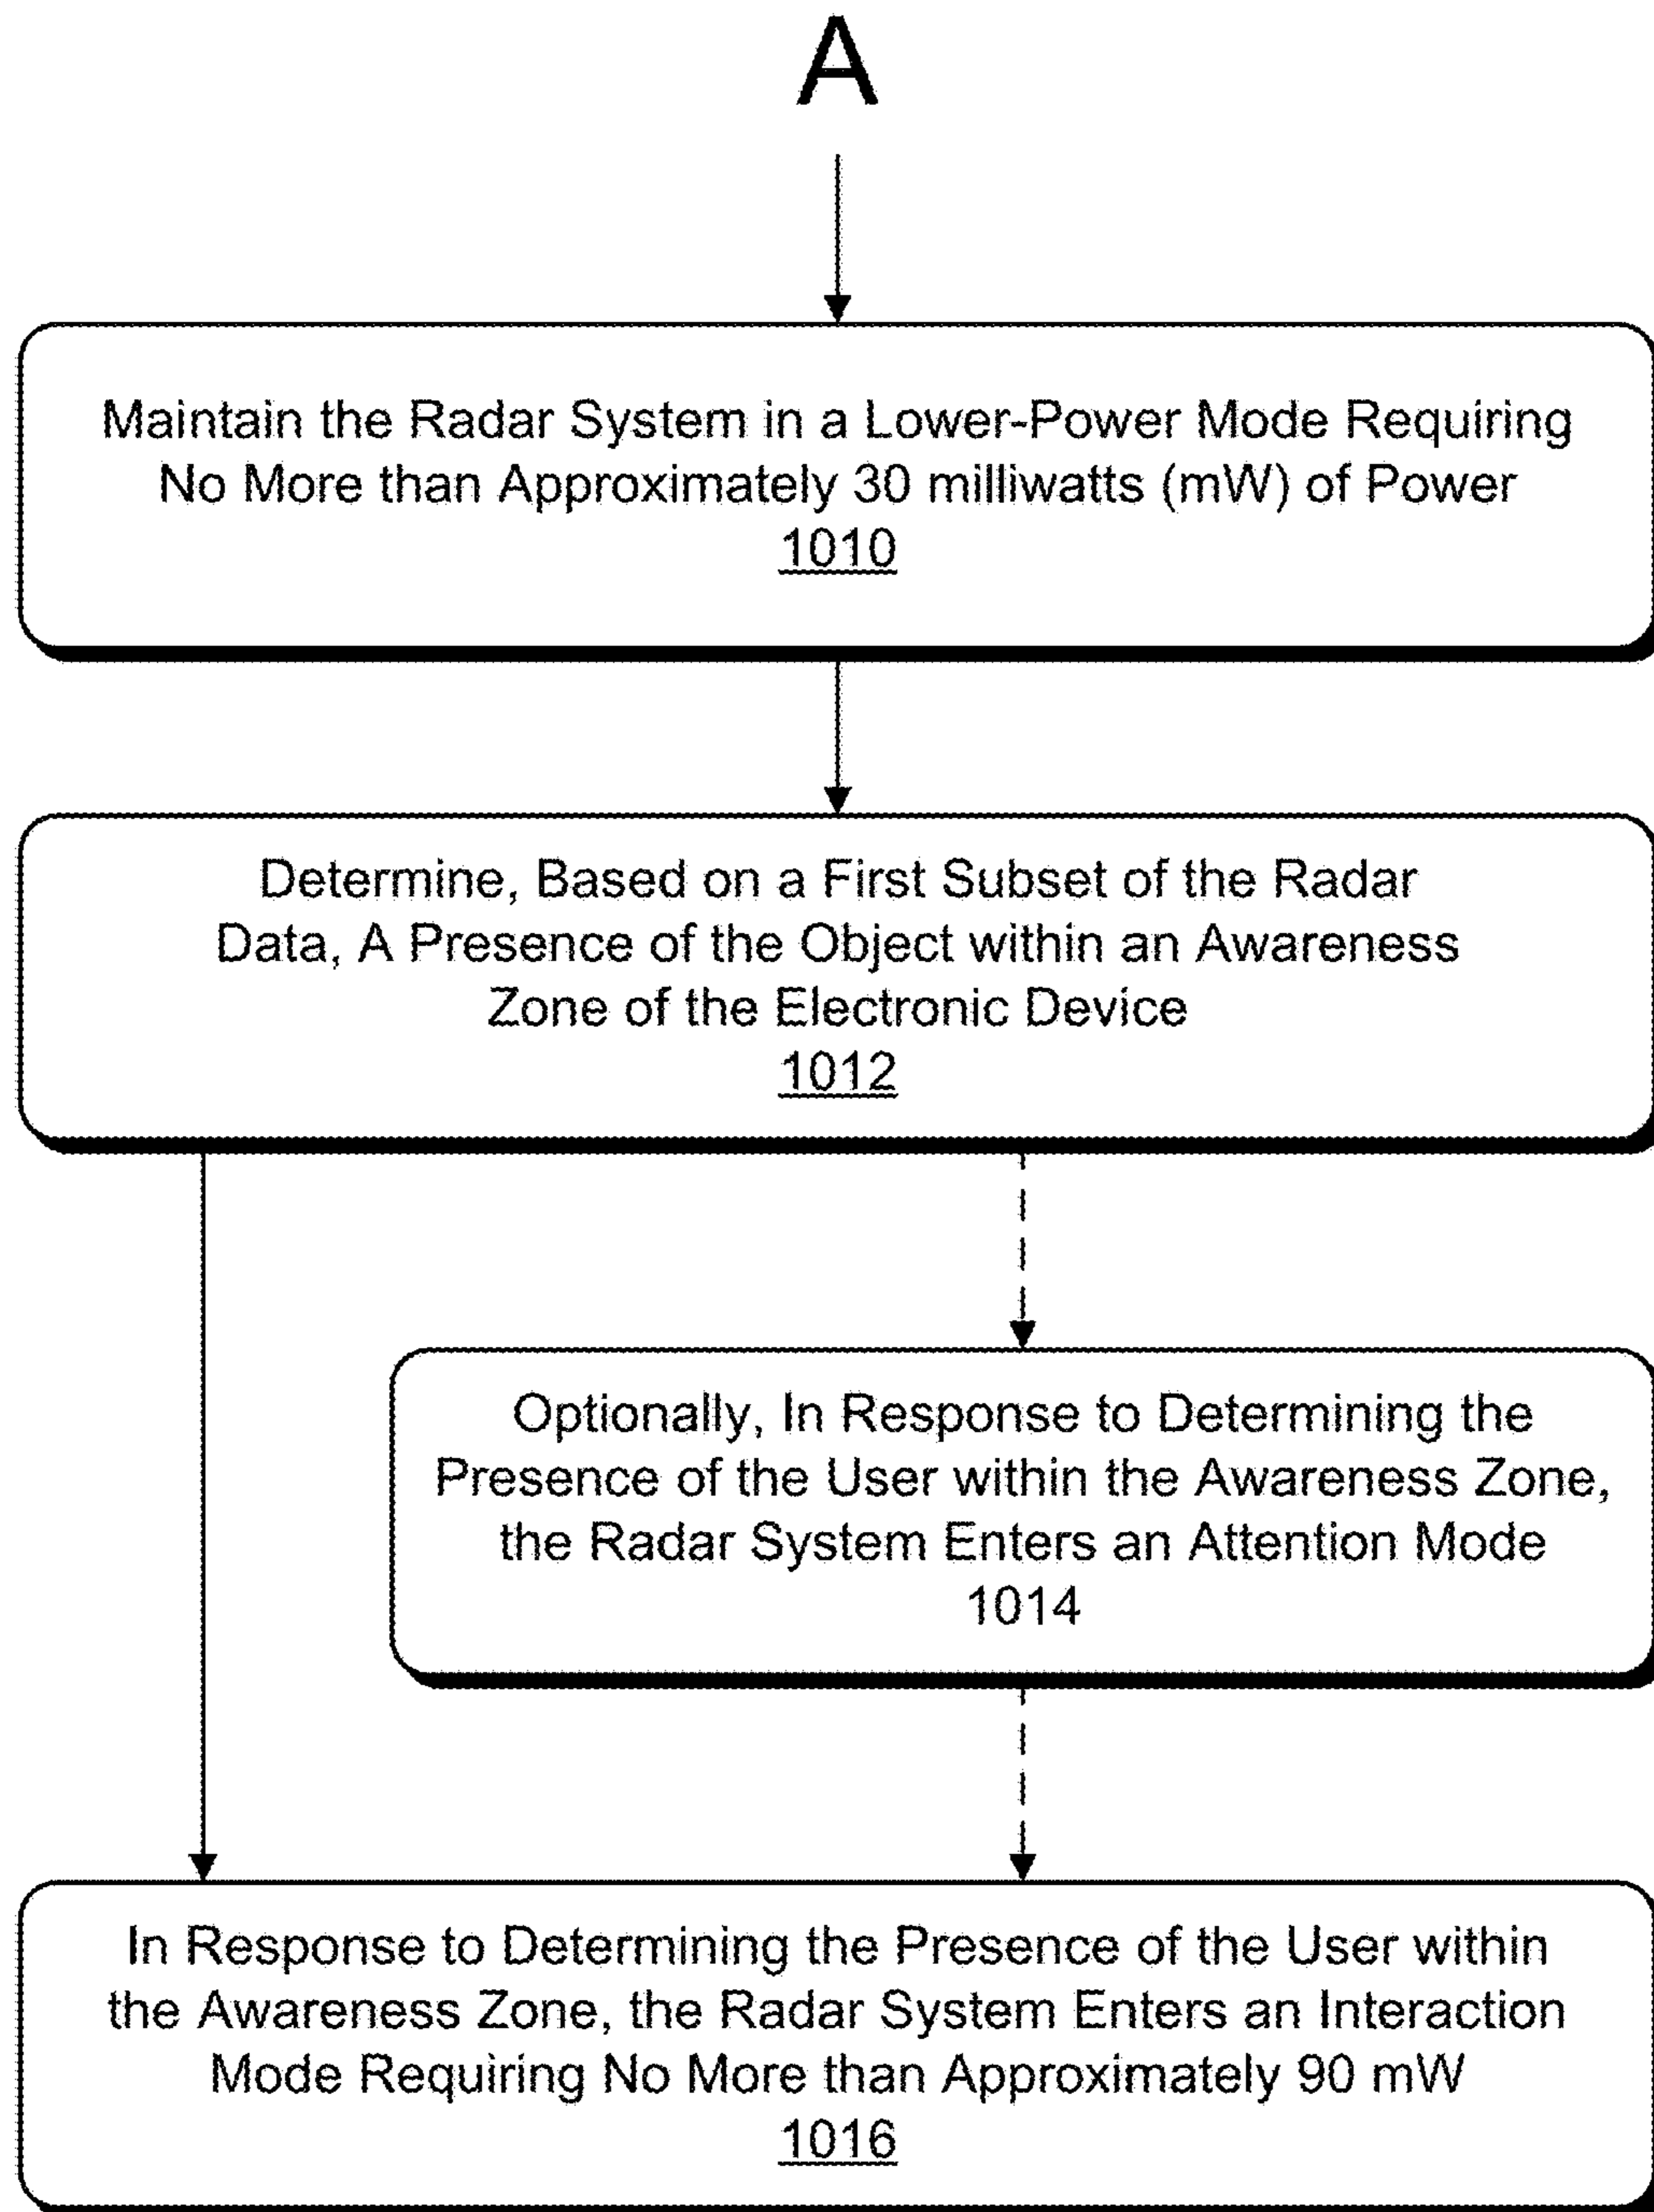 A
Maintain the Radar System in a Lower-Power Mode Requiring
No More than Approximately 30 milliwatts (mW) of Power
1010
Determine, Based on a First Subset of the Radar
Data, A Presence of the Object within an Awareness
Zone of the Electronic Device
1012
Optionally, In Response to Determining the
Presence of the User within the Awareness Zone,
the Radar System Enters an Attention Mode
1014
In Response to Determining the Presence of the User within
the Awareness Zone, the Radar System Enters an Interaction
Mode Requiring No More than Approximately 90 mW
1016